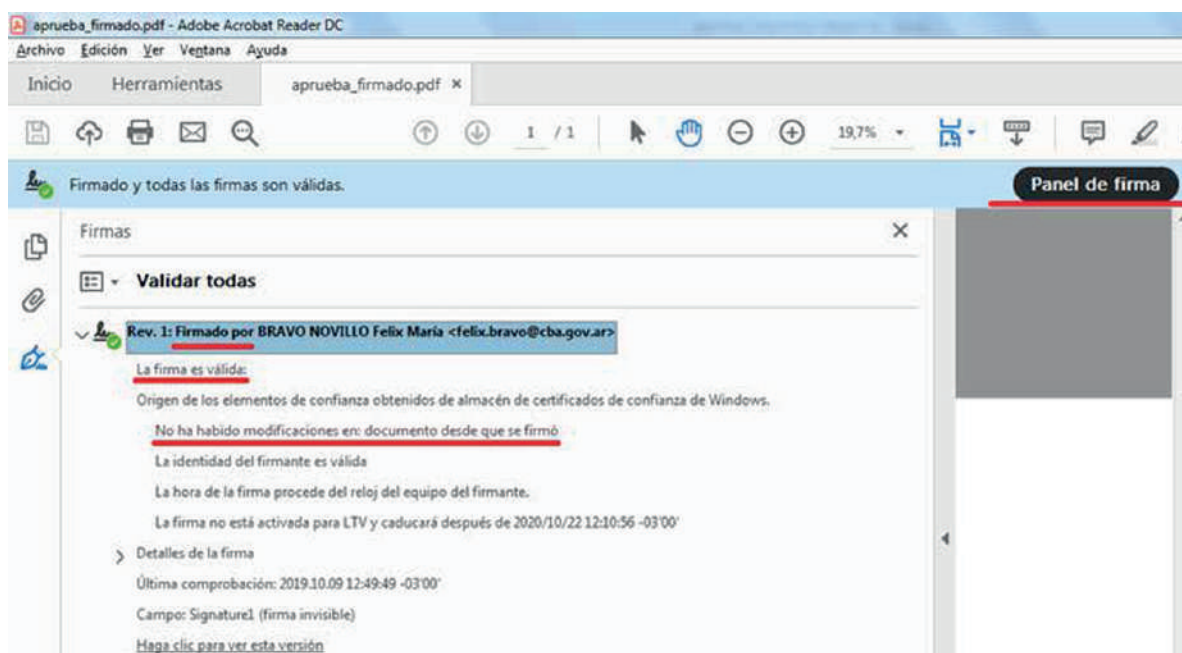 aprueba_firmado.pdf - Adobe Acrobat Reader DC
Archivo Edición Ver Ventana Ayuda
Inicio Herramientas aprueba_firmado.pdf ×
1 / 1 19,7%
Firmado y todas las firmas son válidas. Panel de firma
Firmas
Validar todas
Rev. 1: Firmado por BRAVO NOVILLO Felix María <felix.bravo@cba.gov.ar>
La firma es válida:
Origen de los elementos de confianza obtenidos de almacén de certificados de confianza de Windows.
No ha habido modificaciones en: documento desde que se firmó
La identidad del firmante es válida
La hora de la firma procede del reloj del equipo del firmante.
La firma no está activada para LTV y caducará después de 2020/10/22 12:10:56 -03'00'
Detalles de la firma
Última comprobación: 2019.10.09 12:49:49 -03'00'
Campo: Signature1 (firma invisible)
Haga clic para ver esta versión